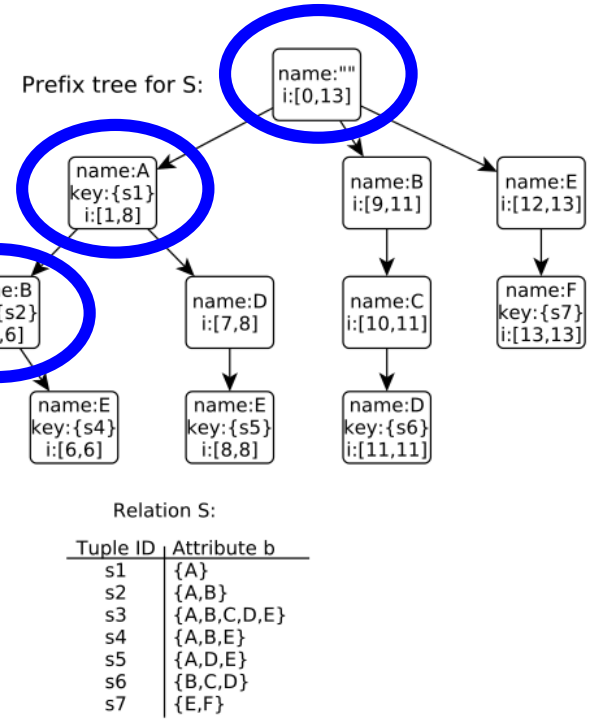 name:""
i:[0,13]
Prefix tree for S:
name:A
key:{s1}
i:[1,8]
name:B
i:[9,11]
name:E
i:[12,13]
e:B
{s2}
,6]
name:D
i:[7,8]
name:C
i:[10,11]
name:F
key:{s7}
i:[13,13]
name:E
key:{s4}
i:[6,6]
name:E
key:{s5}
i:[8,8]
name:D
key:{s6}
i:[11,11]
Relation S:
Tuple ID Attribute b
s1 {A}
s2 {A,B}
s3 {A,B,C,D,E}
s4 {A,B,E}
s5 {A,D,E}
s6 {B,C,D}
s7 {E,F}